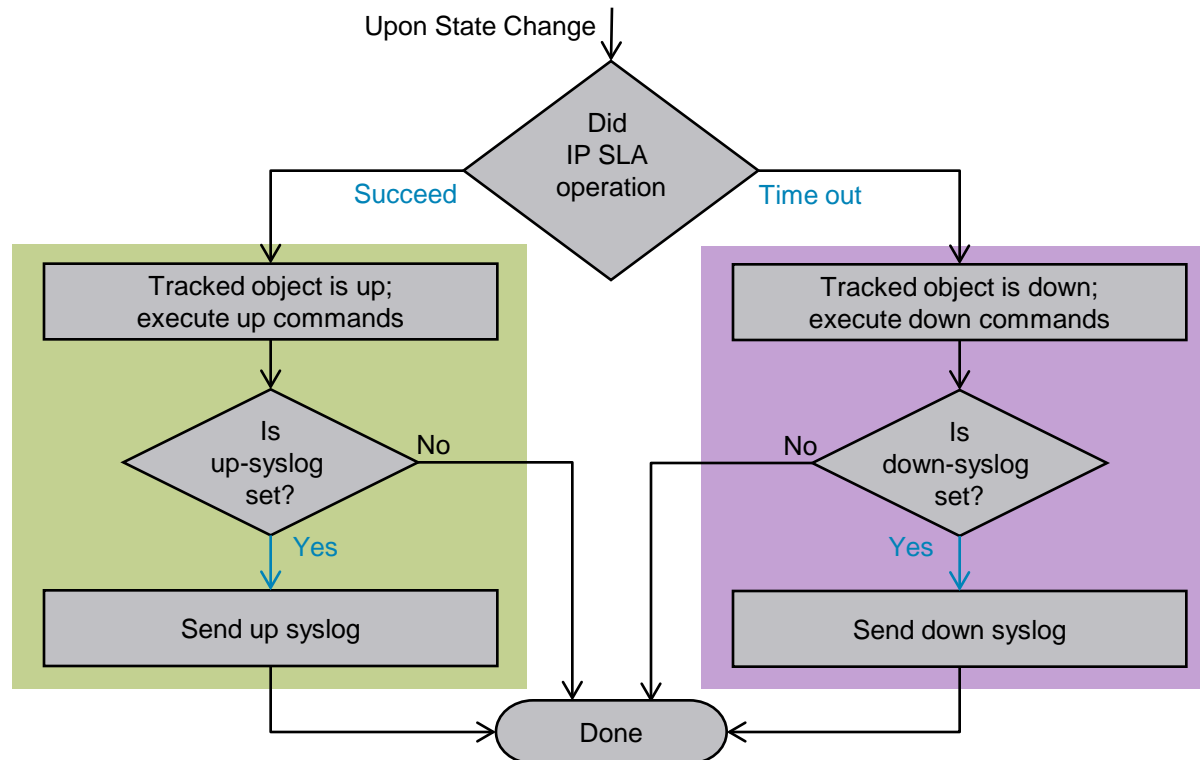 Upon State Change
Did
IP SLA
operation
Succeed
Time out
Tracked object is up;
execute up commands
Tracked object is down;
execute down commands
Is
up-syslog
set?
No
Yes
No
Is
down-syslog
set?
Yes
Send up syslog
Send down syslog
Done